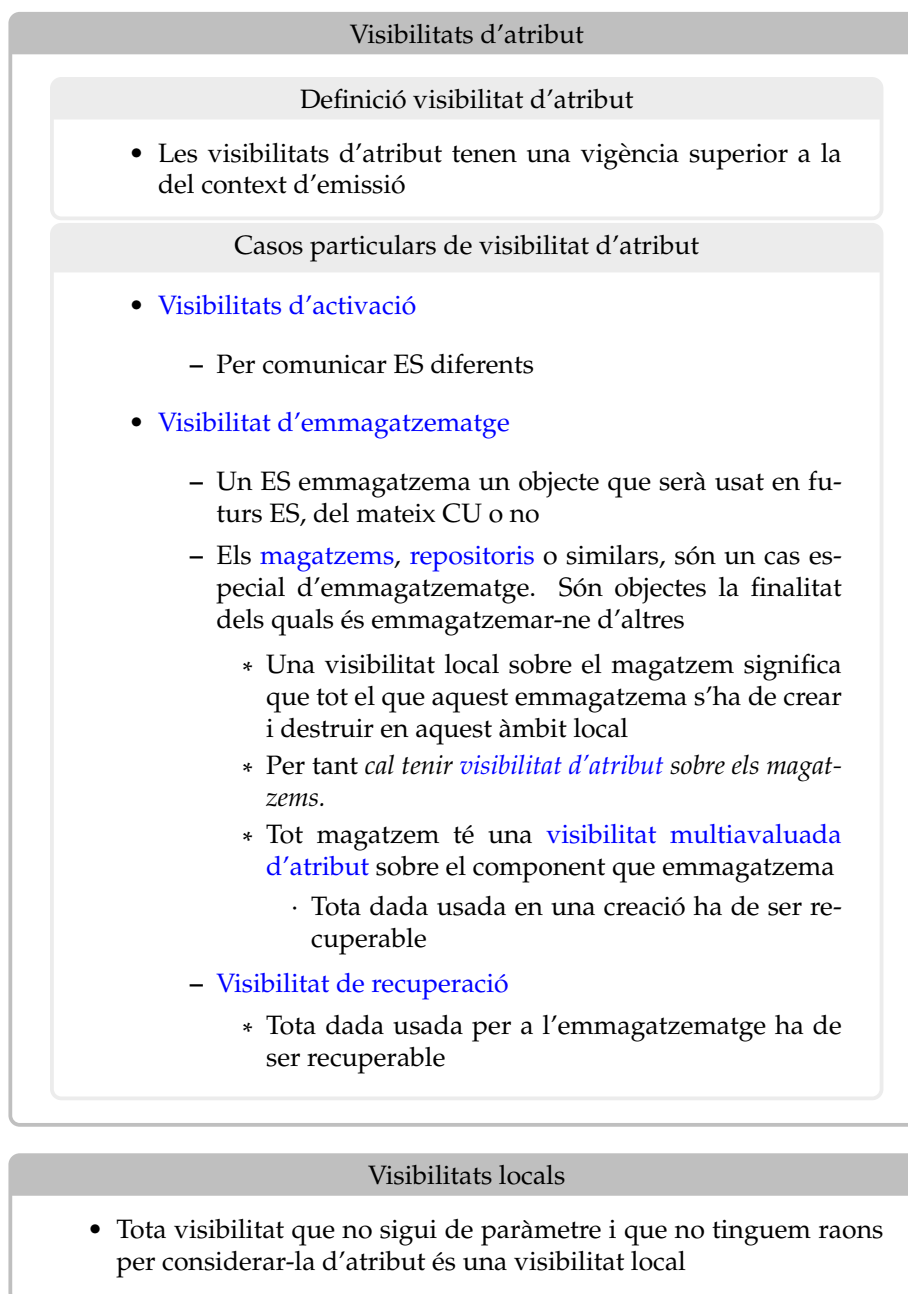 Visibilitats d'atribut
Definició visibilitat d'atribut
• Les visibilitats d'atribut tenen una vigència superior a la
del context d'emissió
Casos particulars de visibilitat d'atribut
• Visibilitats d'activació
– Per comunicar ES diferents
• Visibilitat d'emmagatzematge
– Un ES emmagatzema un objecte que serà usat en fu-
turs ES, del mateix CU o no
– Els magatzems, repositoris o similars, són un cas es-
pecial d'emmagatzematge. Són objectes la finalitat
dels quals és emmagatzemar-ne d'altres
* Una visibilitat local sobre el magatzem significa
que tot el que aquest emmagatzema s'ha de crear
i destruir en aquest àmbit local
* Per tant cal tenir visibilitat d'atribut sobre els magat-
zems.
* Tot magatzem té una visibilitat multiavaluada
d'atribut sobre el component que emmagatzema
· Tota dada usada en una creació ha de ser re-
cuperable
– Visibilitat de recuperació
* Tota dada usada per a l'emmagatzematge ha de
ser recuperable
Visibilitats locals
• Tota visibilitat que no sigui de paràmetre i que no tinguem raons
per considerar-la d'atribut és una visibilitat local